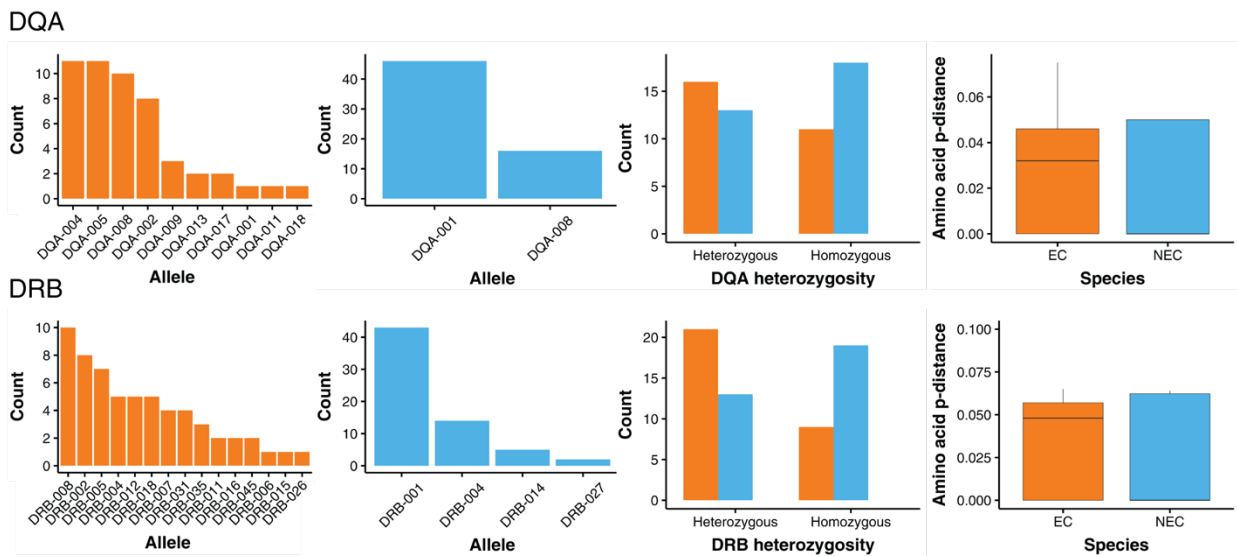 DQA
Count
10
8
6
4
2
0
DQA-004
DQA-005
DQA-008
DQA-002
DQA-009
DQA-013
DQA-017
DQA-001
DQA-011
DQA-018
Allele
Count
40
30
20
10
0
DQA-001
DQA-008
Allele
Count
15
10
5
0
Heterozygous Homozygous
DQA heterozygosity
Amino acid p-distance
0.06
0.04
0.02
0.00
EC NEC
Species
DRB
Count
10
8
6
4
2
0
DRB-008
DRB-002
DRB-005
DRB-004
DRB-012
DRB-018
DRB-007
DRB-031
DRB-035
DRB-011
DRB-016
DRB-045
DRB-006
DRB-015
DRB-026
Allele
Count
40
30
20
10
0
DRB-001
DRB-004
DRB-014
DRB-027
Allele
Count
20
15
10
5
0
Heterozygous Homozygous
DRB heterozygosity
Amino acid p-distance
0.100
0.075
0.050
0.025
0.000
EC NEC
Species